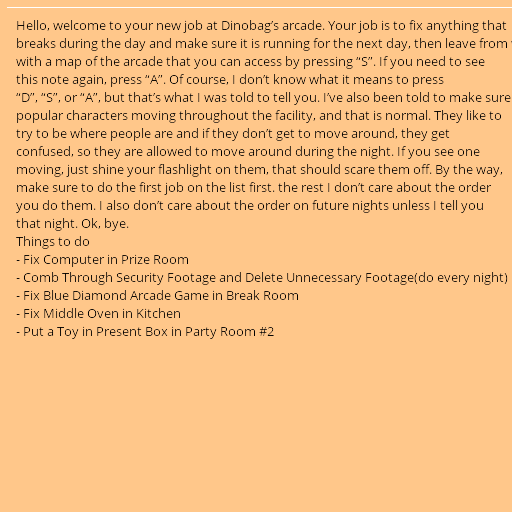 Hello, welcome to your new job at Dinobag’s arcade. Your job is to fix anything that
breaks during the day and make sure it is running for the next day, then leave from
with a map of the arcade that you can access by pressing “S”. If you need to see
this note again, press “A”. Of course, I don’t know what it means to press
“D”, “S”, or “A”, but that’s what I was told to tell you. I’ve also been told to make sure
popular characters moving throughout the facility, and that is normal. They like to
try to be where people are and if they don’t get to move around, they get
confused, so they are allowed to move around during the night. If you see one
moving, just shine your flashlight on them, that should scare them off. By the way,
make sure to do the first job on the list first. the rest I don’t care about the order
you do them. I also don’t care about the order on future nights unless I tell you
that night. Ok, bye.
Things to do
- Fix Computer in Prize Room
- Comb Through Security Footage and Delete Unnecessary Footage(do every night)
- Fix Blue Diamond Arcade Game in Break Room
- Fix Middle Oven in Kitchen
- Put a Toy in Present Box in Party Room #2